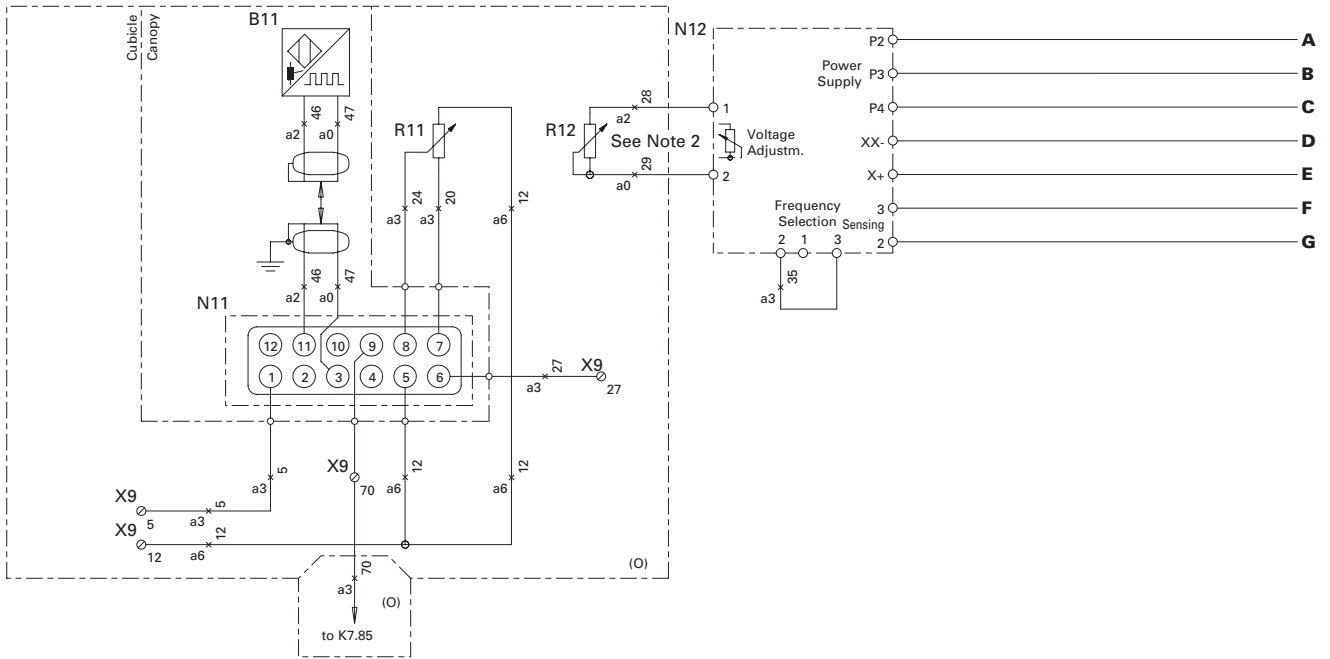 Cubicle
Canopy
B11
46
47
a2
a0
46
47
a2
a0
N11
12 11 10 9 8 7
1 2 3 4 5 6
R11
24
20
12
a3
a3
a6
R12
28
a2
See Note 2
29
a0
N12
1
Voltage
Adjustm.
2
Power
Supply
P2
P3
P4
XX-
X+
3
Sensing
2
Frequency
Selection
2 1 3
35
a3
A
B
C
D
E
F
G
27
a3
X9
27
5
a3
X9
70
12
a6
12
a6
X9
5
5
a3
X9
12
12
a6
70
a3
(O)
(O)
to K7.85